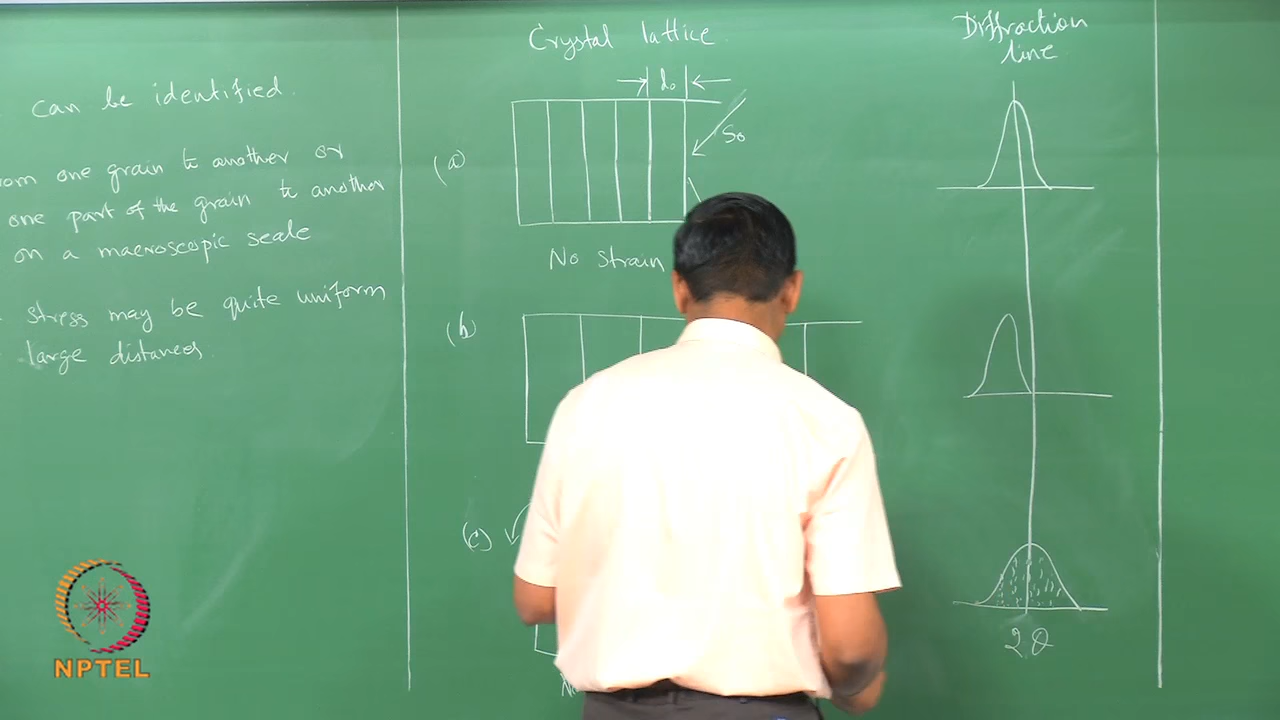 can be identified.
om one grain to another or
one part of the grain to another
on a macroscopic scale
stress may be quite uniform
large distances.
Crystal lattice.
d₀
(a)
S₀
No Strain
(b)
(c)
Diffraction
line
2θ
NPTEL